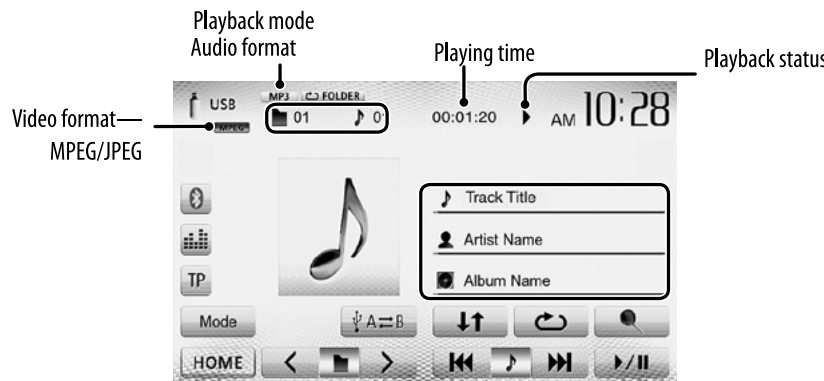 Playback mode
Audio format
Playing time
Playback status
Video format
MPEG/JPEG
USB
MP3
FOLDER
MPEG
01
00:01:20
AM 10:28
Track Title
Artist Name
Album Name
TP
Mode
A⇄B
HOME